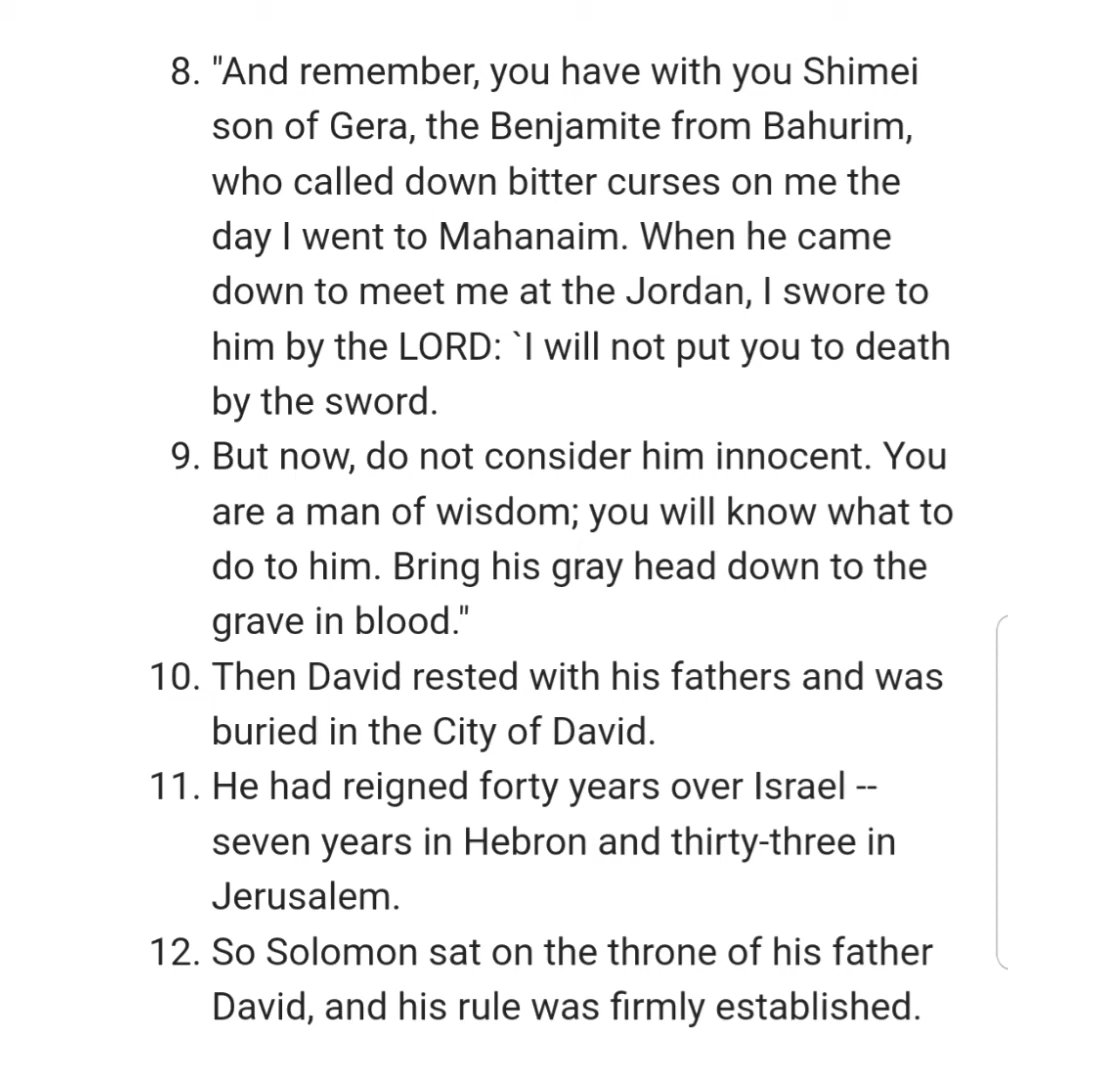 8. "And remember, you have with you Shimei
son of Gera, the Benjamite from Bahurim,
who called down bitter curses on me the
day I went to Mahanaim. When he came
down to meet me at the Jordan, I swore to
him by the LORD: `I will not put you to death
by the sword.
9. But now, do not consider him innocent. You
are a man of wisdom; you will know what to
do to him. Bring his gray head down to the
grave in blood."
10. Then David rested with his fathers and was
buried in the City of David.
11. He had reigned forty years over Israel --
seven years in Hebron and thirty-three in
Jerusalem.
12. So Solomon sat on the throne of his father
David, and his rule was firmly established.